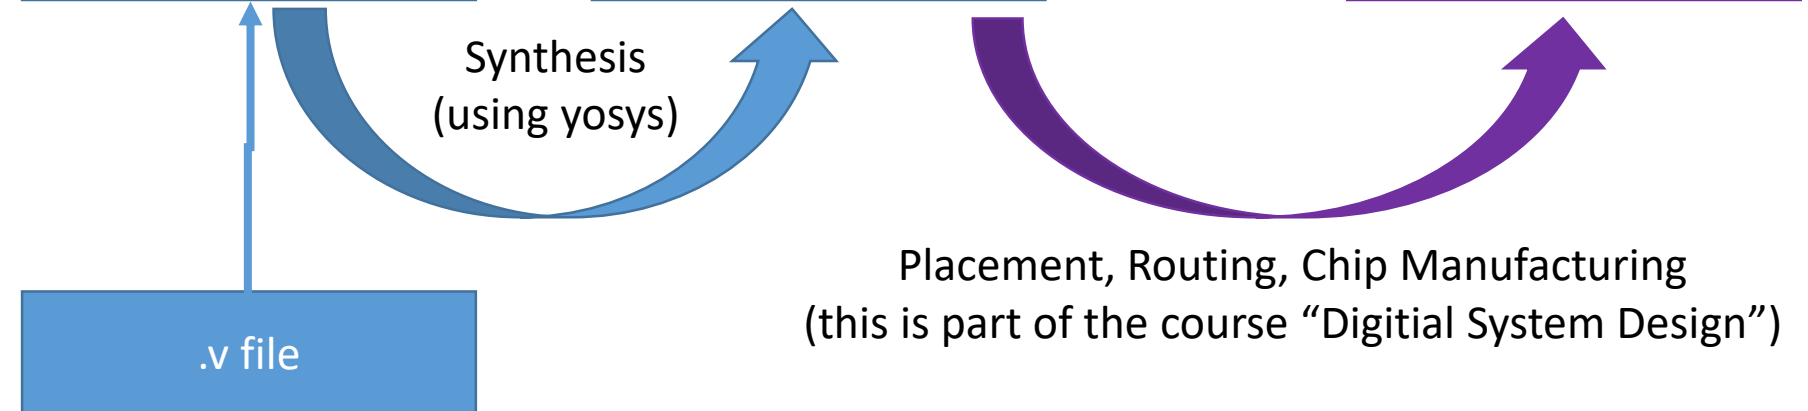 Synthesis
(using yosys)
Placement, Routing, Chip Manufacturing
(this is part of the course “Digitial System Design”)
.v file